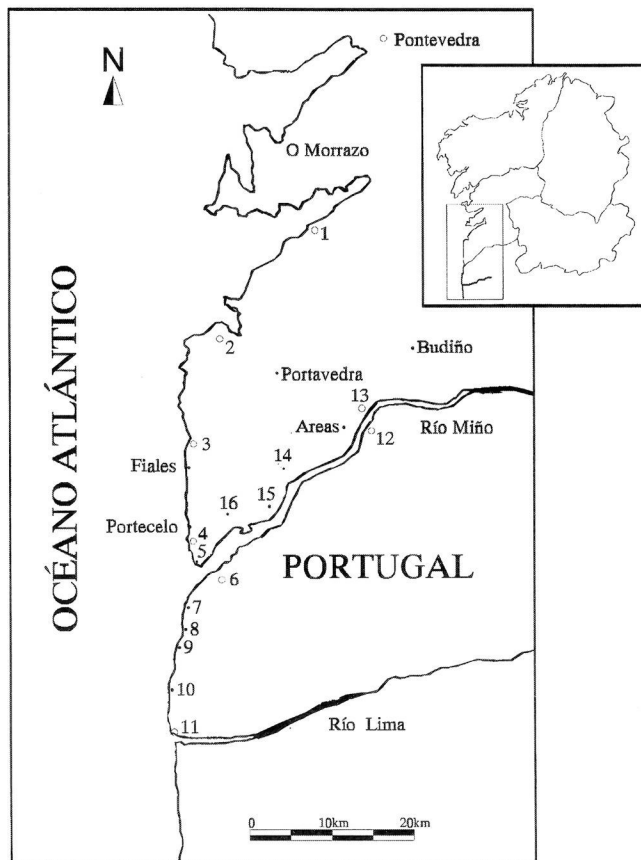 Pontevedra
N
O Morrazo
1
2
Budiño
Portavedra
13
Areas
12
Río Miño
3
14
Fiales
15
16
Portecelo
4
5
OCÉANO ATLÁNTICO
PORTUGAL
6
7
8
9
10
11
Río Lima
0
10km
20km